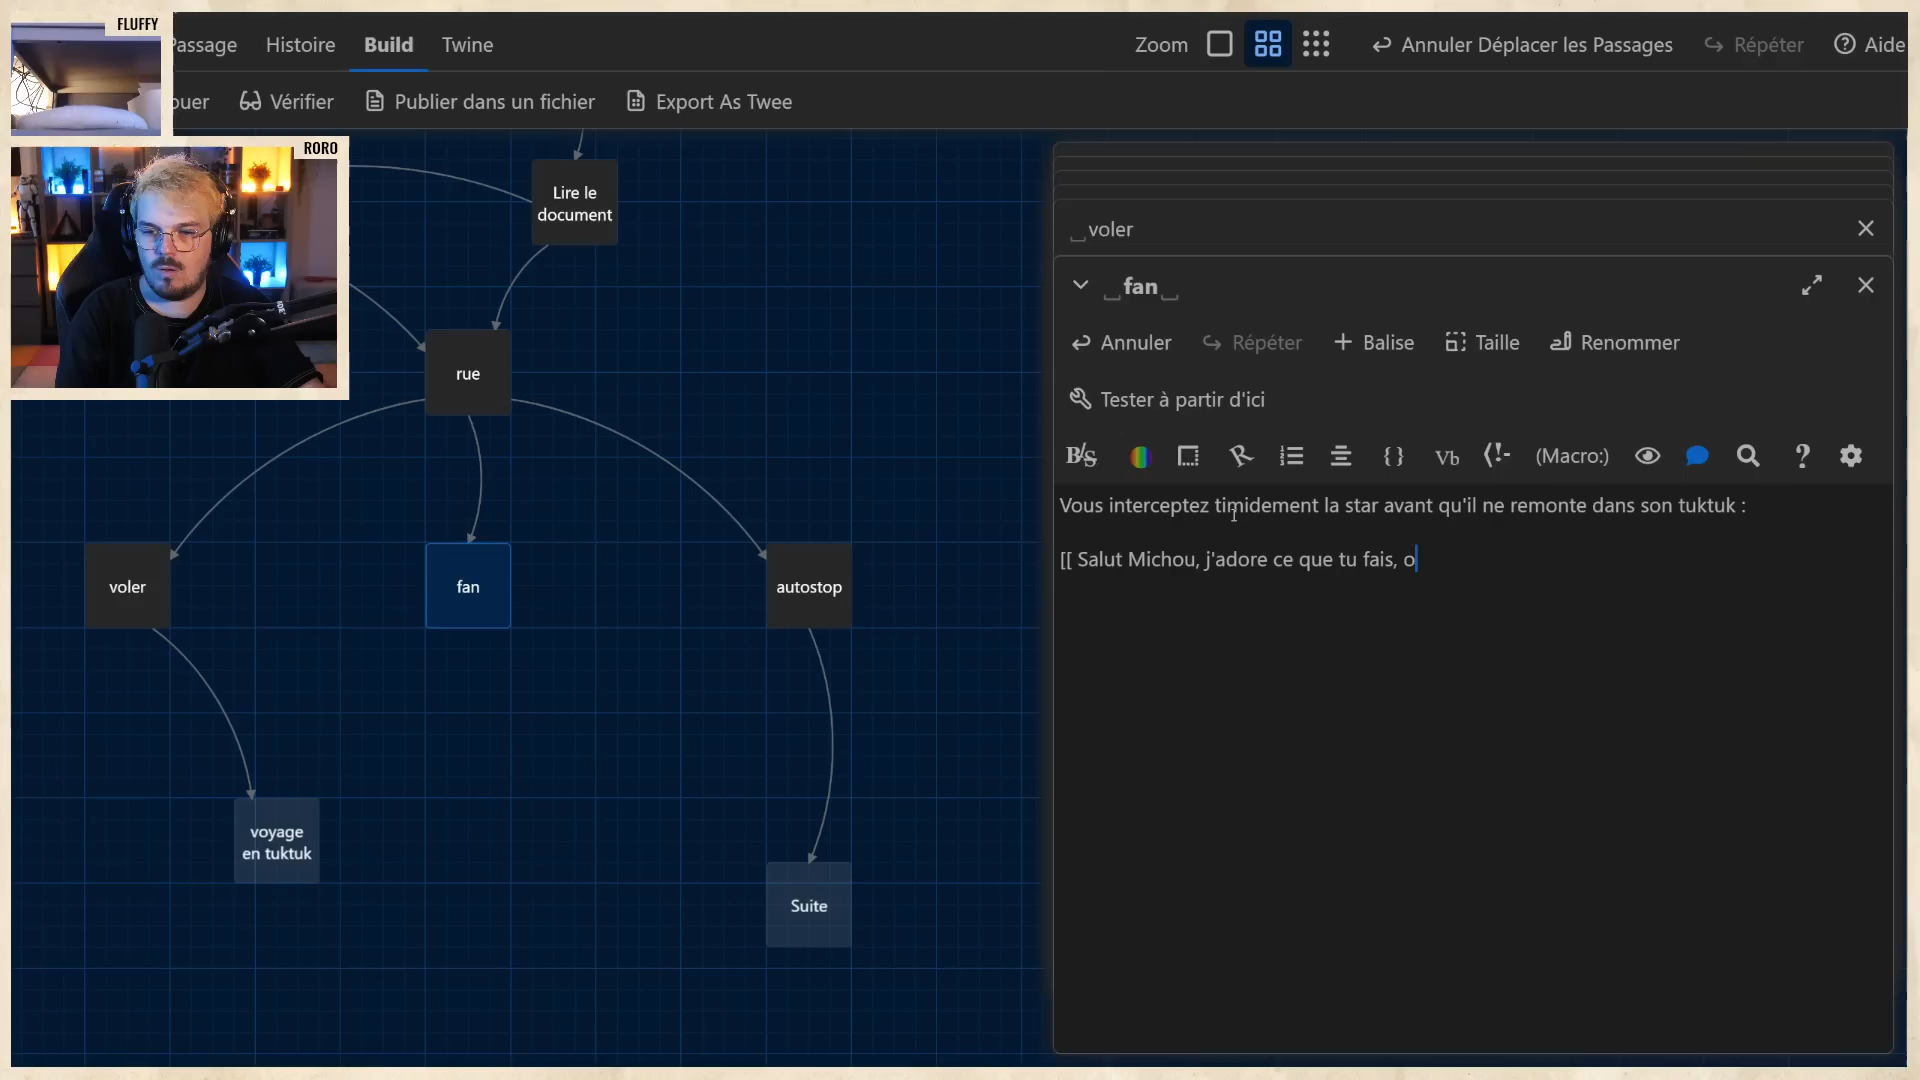 FLUFFY
Passage
Histoire
Build
Twine
Zoom
Annuler Déplacer les Passages
Répéter
Aide
Vérifier
Publier dans un fichier
Export As Twee
RORO
Lire le
document
rue
voler
fan
autostop
voyage
en tuktuk
Suite
voler
fan
Annuler
Répéter
Balise
Taille
Renommer
Tester à partir d'ici
Vb
(Macro:)
Vous interceptez timidement la star avant qu'il ne remonte dans son tuktuk :
[[ Salut Michou, j'adore ce que tu fais, o